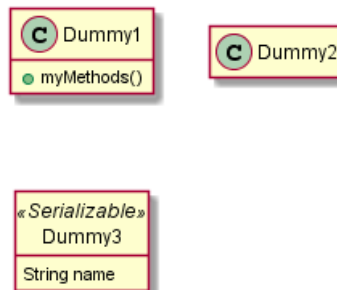 C Dummy1
myMethods()
C Dummy2
«Serializable»
Dummy3
String name